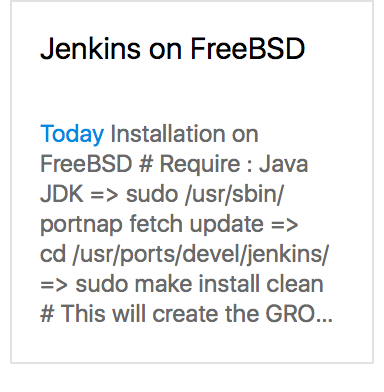 Jenkins on FreeBSD
Today Installation on
FreeBSD # Require : Java
JDK => sudo /usr/sbin/
portnap fetch update =>
cd /usr/ports/devel/jenkins/
=> sudo make install clean
# This will create the GRO...